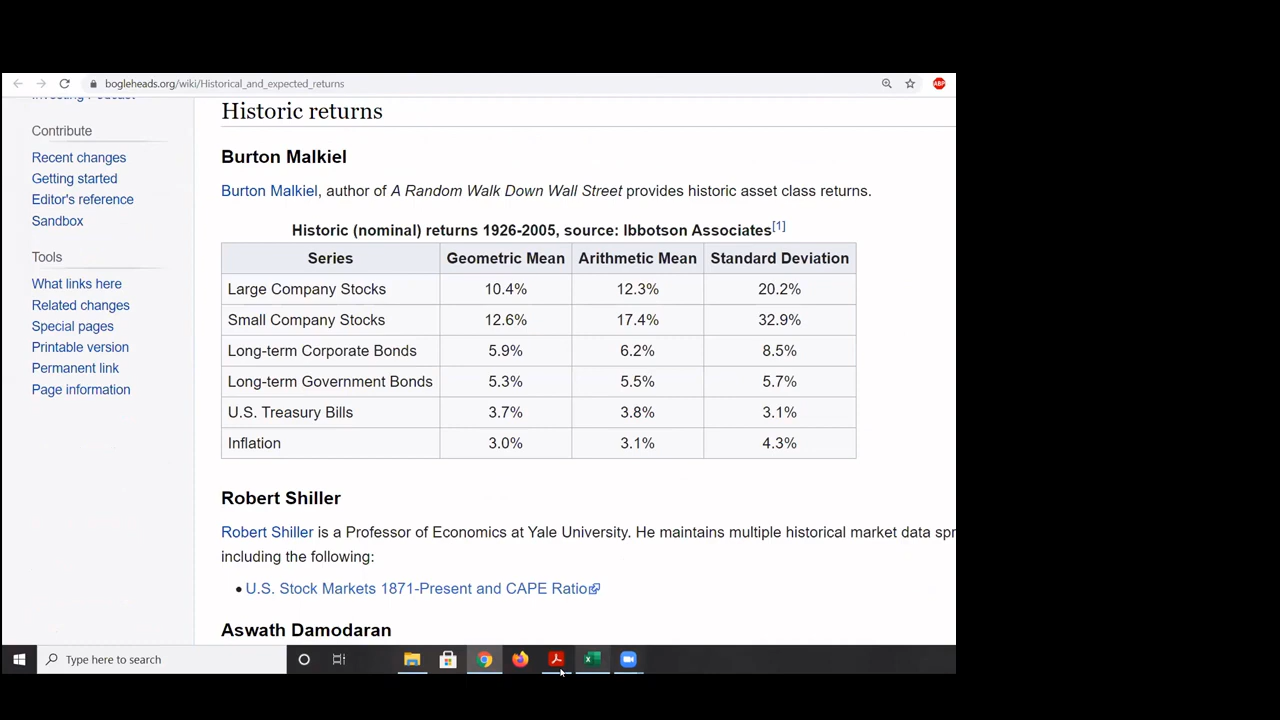 bogleheads.org/wiki/Historical_and_expected_returns
ABP
Investing Podcast
Contribute
Recent changes
Getting started
Editor's reference
Sandbox
Tools
What links here
Related changes
Special pages
Printable version
Permanent link
Page information
Historic returns
Burton Malkiel
Burton Malkiel, author of A Random Walk Down Wall Street provides historic asset class returns.
Historic (nominal) returns 1926-2005, source: Ibbotson Associates[1]
Series Geometric Mean Arithmetic Mean Standard Deviation
Large Company Stocks 10.4% 12.3% 20.2%
Small Company Stocks 12.6% 17.4% 32.9%
Long-term Corporate Bonds 5.9% 6.2% 8.5%
Long-term Government Bonds 5.3% 5.5% 5.7%
U.S. Treasury Bills 3.7% 3.8% 3.1%
Inflation 3.0% 3.1% 4.3%
Robert Shiller
Robert Shiller is a Professor of Economics at Yale University. He maintains multiple historical market data spr
including the following:
• U.S. Stock Markets 1871-Present and CAPE Ratio
Aswath Damodaran
Type here to search